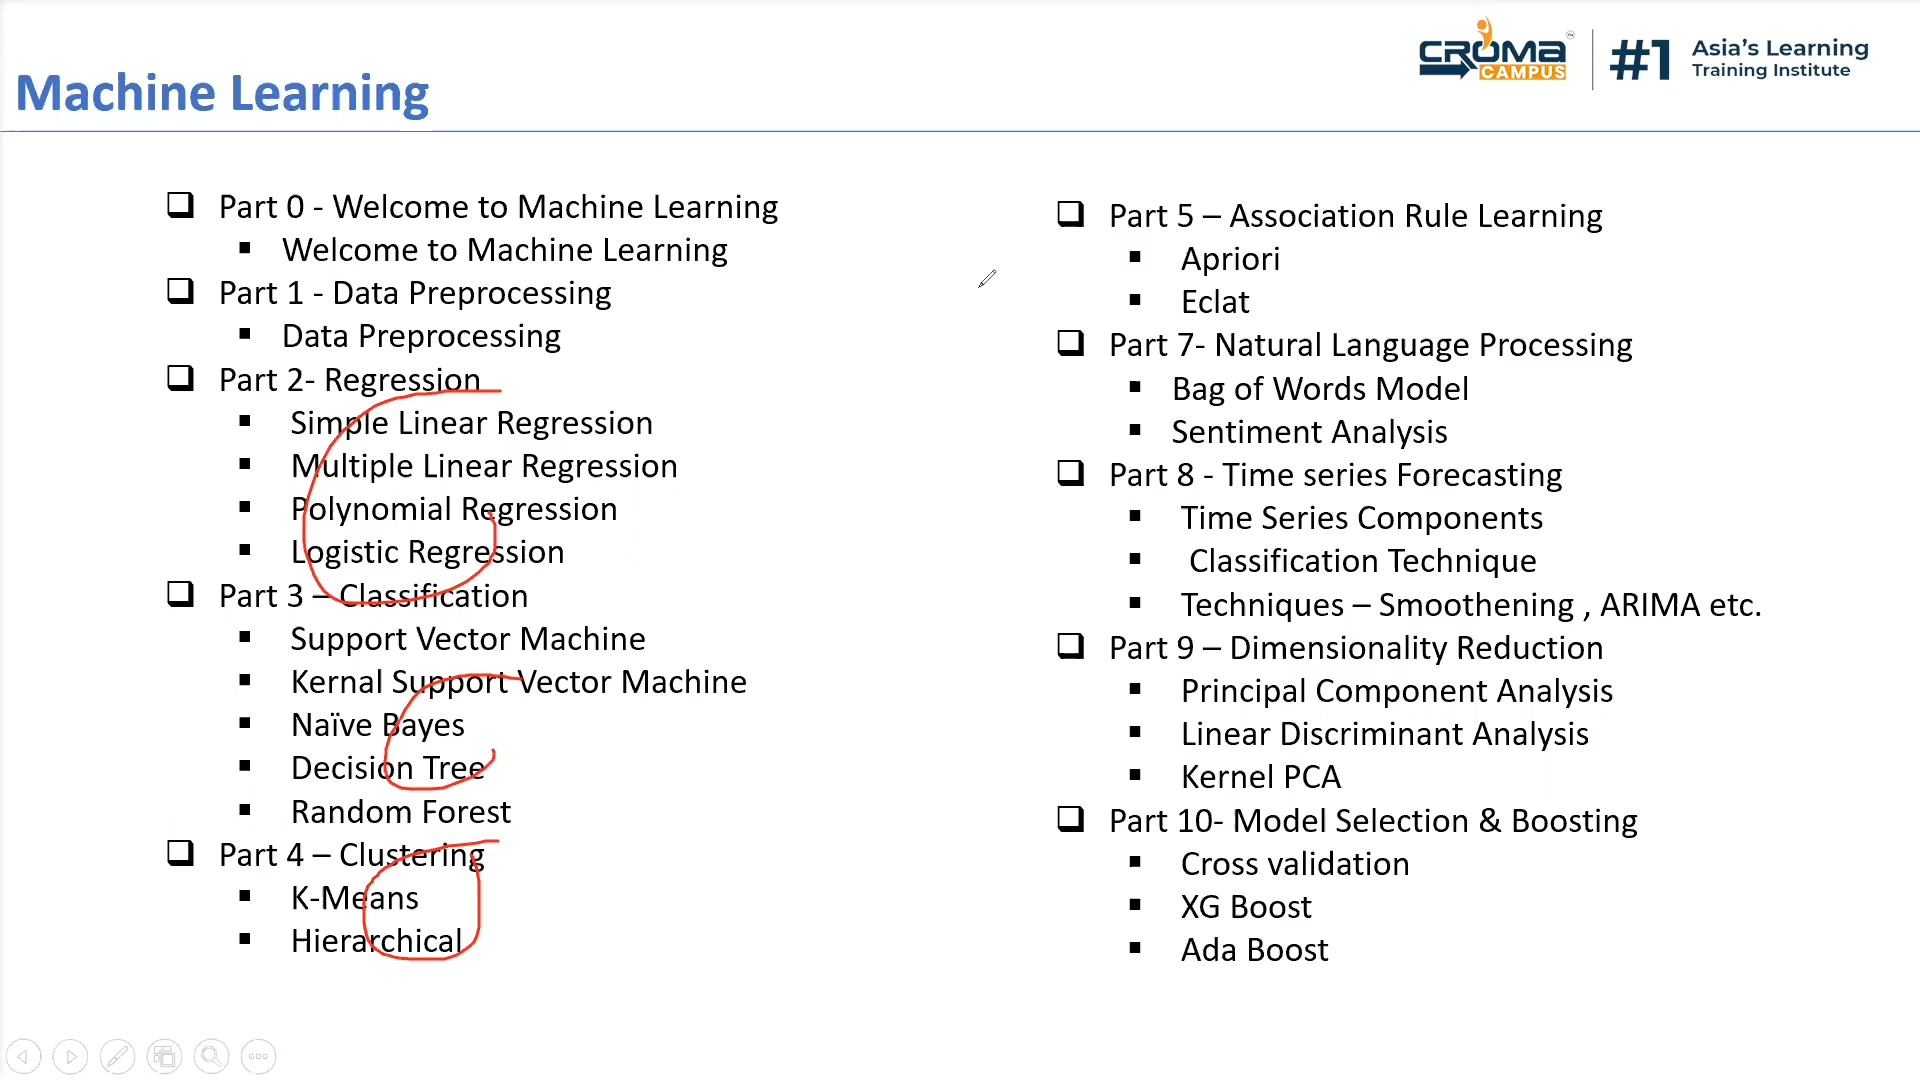 Machine Learning
CROMA CAMPUS
#1
Asia's Learning
Training Institute
Part 0 - Welcome to Machine Learning
Welcome to Machine Learning
Part 1 - Data Preprocessing
Data Preprocessing
Part 2- Regression
Simple Linear Regression
Multiple Linear Regression
Polynomial Regression
Logistic Regression
Part 3 – Classification
Support Vector Machine
Kernal Support Vector Machine
Naïve Bayes
Decision Tree
Random Forest
Part 4 – Clustering
K-Means
Hierarchical
Part 5 – Association Rule Learning
Apriori
Eclat
Part 7- Natural Language Processing
Bag of Words Model
Sentiment Analysis
Part 8 - Time series Forecasting
Time Series Components
Classification Technique
Techniques – Smoothening , ARIMA etc.
Part 9 – Dimensionality Reduction
Principal Component Analysis
Linear Discriminant Analysis
Kernel PCA
Part 10- Model Selection & Boosting
Cross validation
XG Boost
Ada Boost